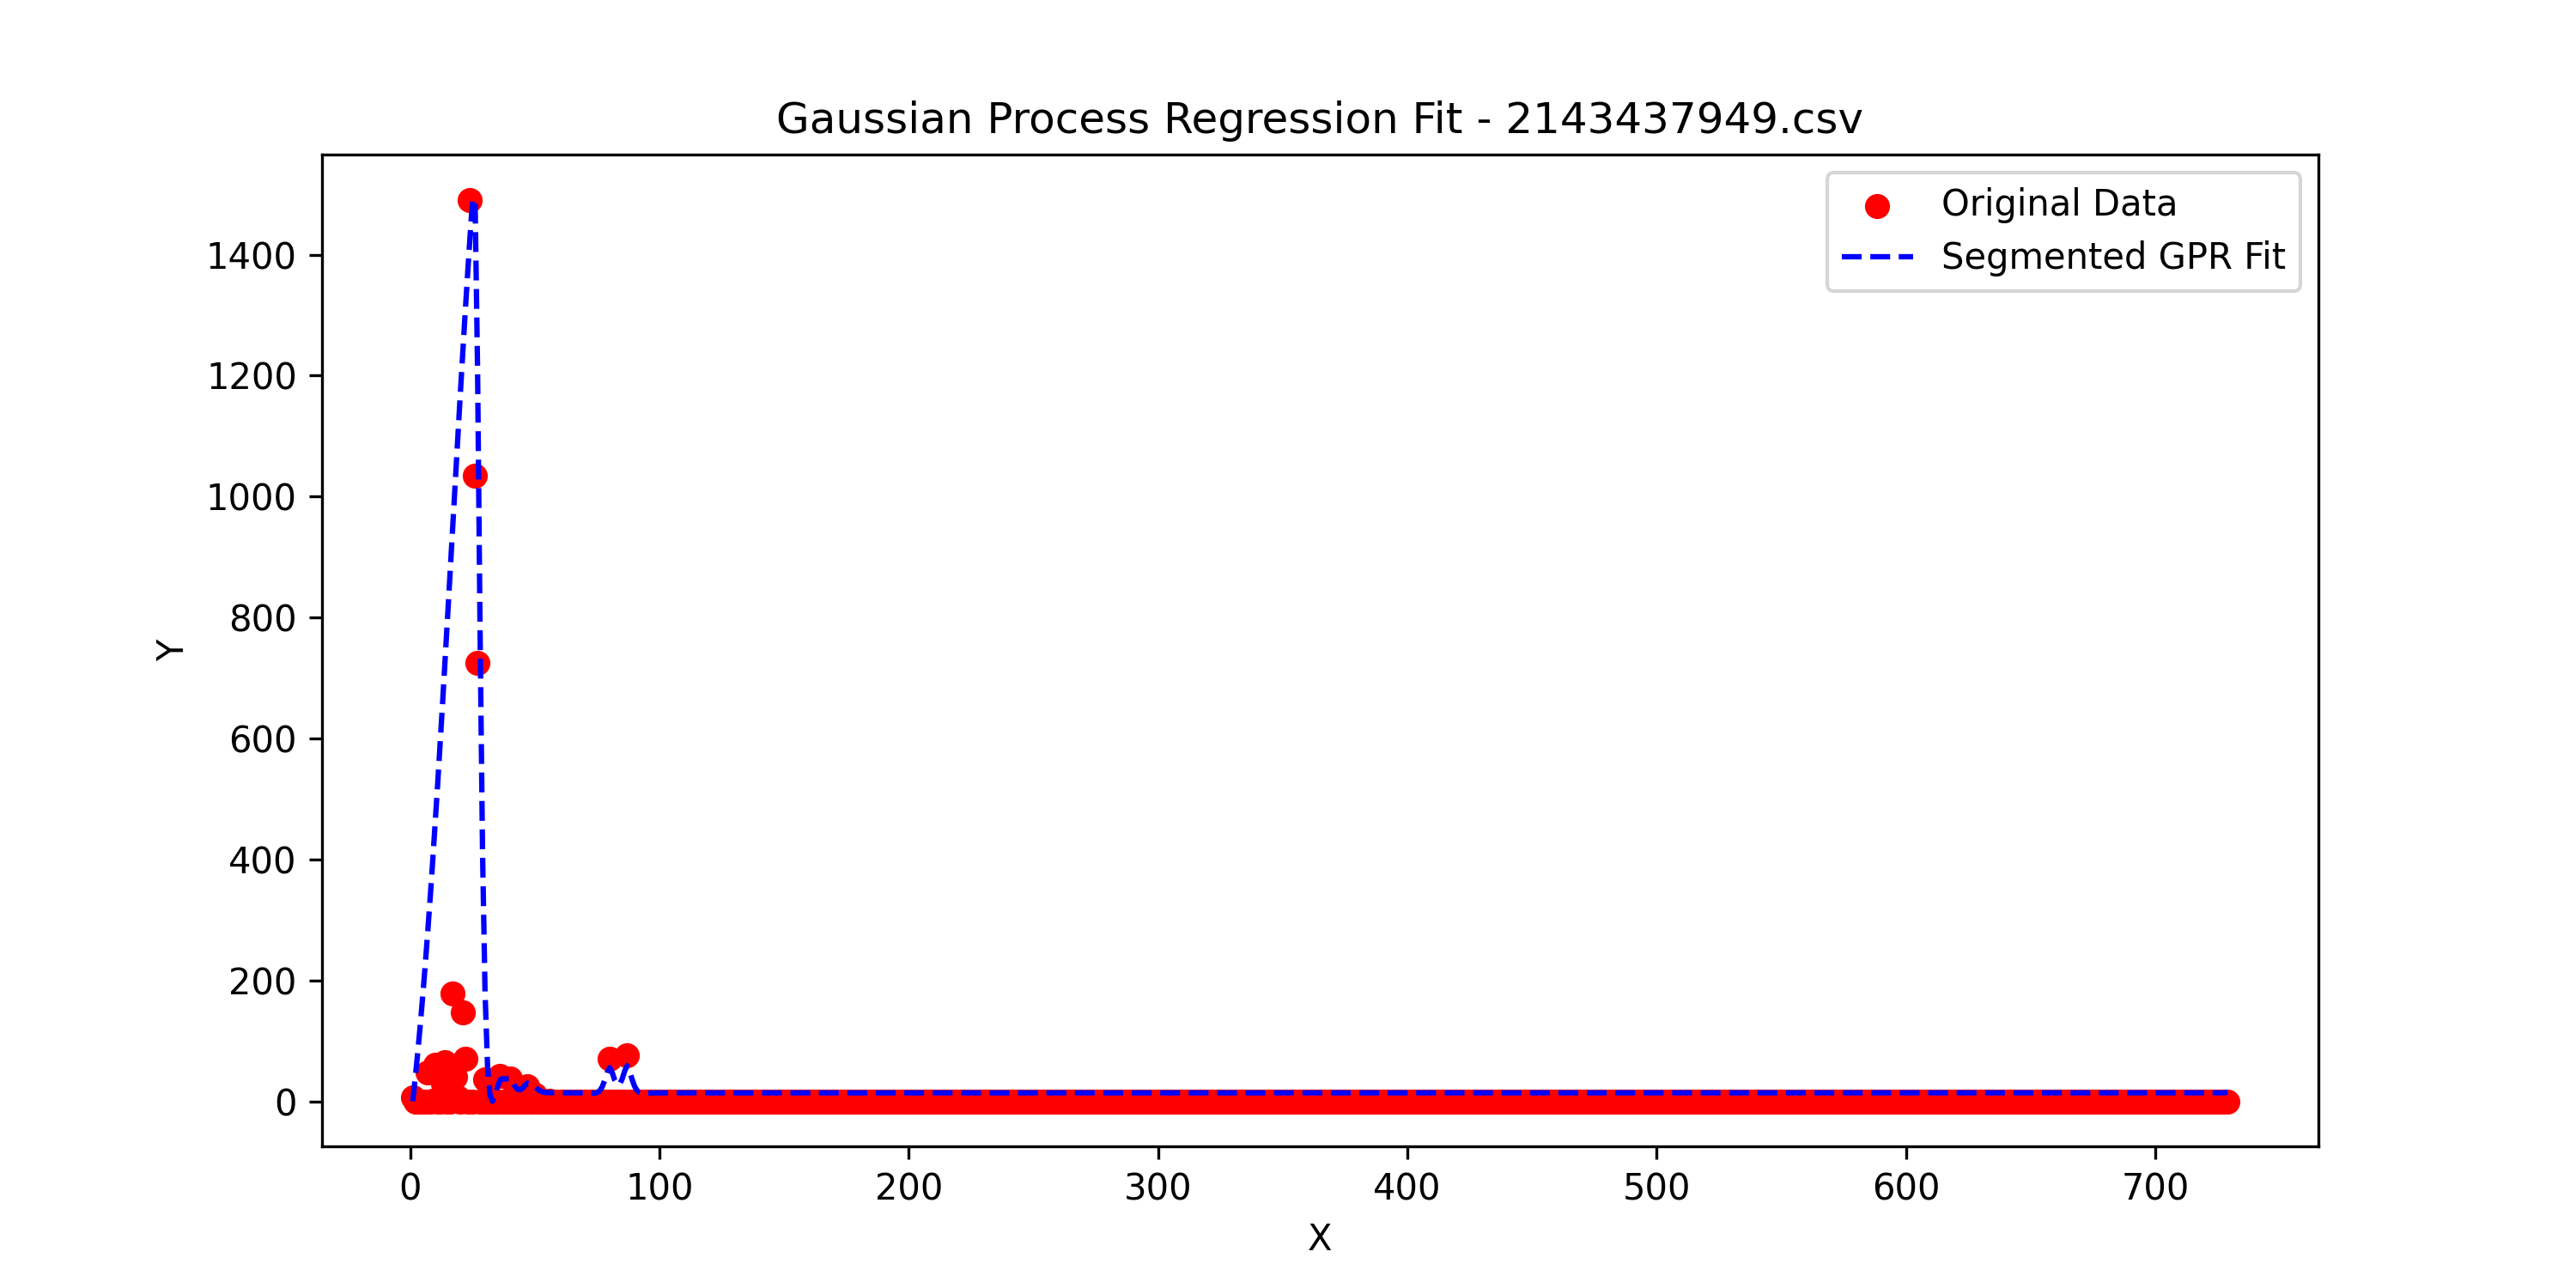 Gaussian Process Regression Fit - 2143437949.csv
Original Data
Segmented GPR Fit
1400
1200
1000
800
600
400
200
0
Y
0 100 200 300 400 500 600 700
X